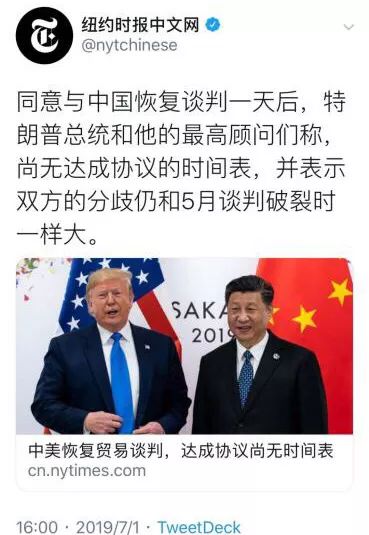 纽约时报中文网
@nytchinese
同意与中国恢复谈判一天后，特
朗普总统和他的最高顾问们称，
尚无达成协议的时间表，并表示
双方的分歧仍和5月谈判破裂时
一样大。
SAKA
2019
中美恢复贸易谈判，达成协议尚无时间表
cn.nytimes.com
16:00 · 2019/7/1 · TweetDeck